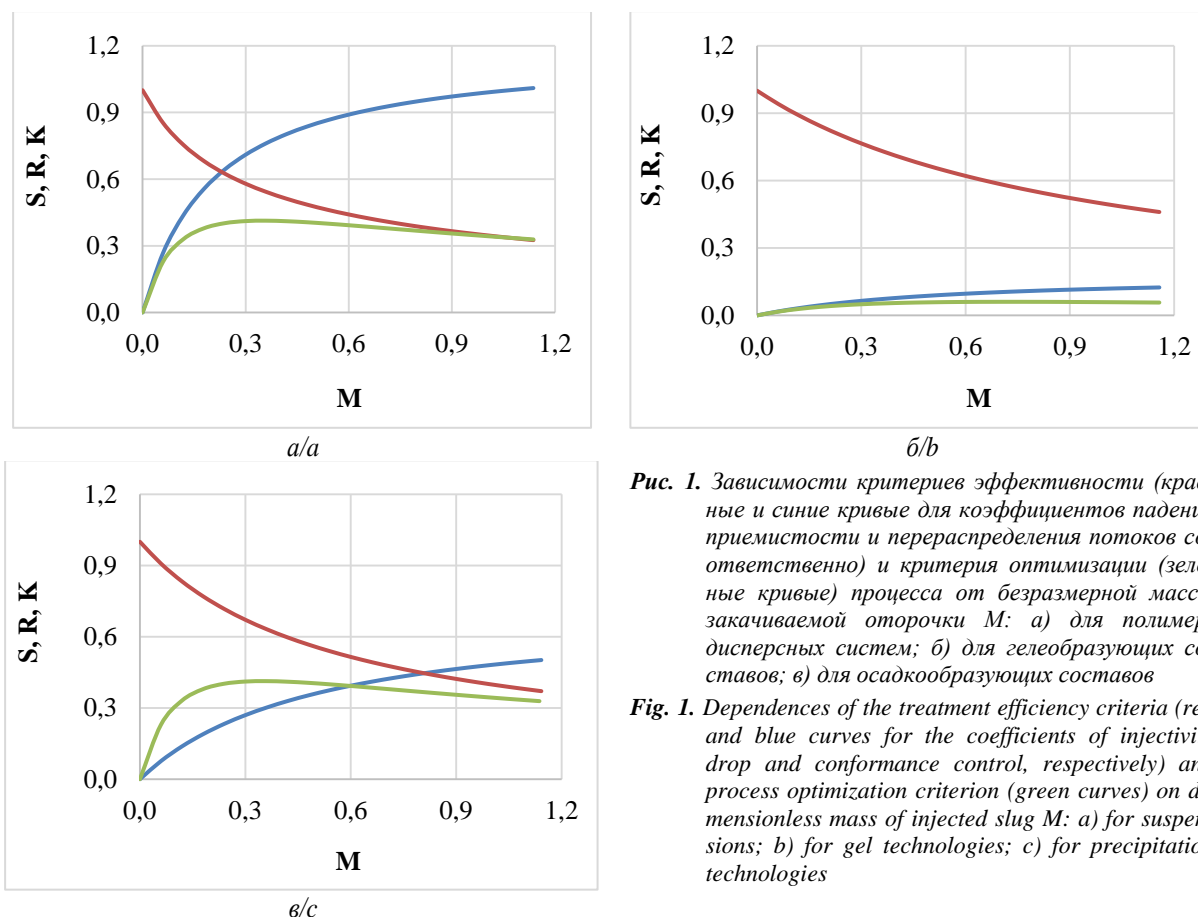 1,2
0,9
0,6
0,3
0,0
S, R, K
0,0 0,3 0,6 0,9 1,2
M
а/a
1,2
0,9
0,6
0,3
0,0
S, R, K
0,0 0,3 0,6 0,9 1,2
M
б/b
1,2
0,9
0,6
0,3
0,0
S, R, K
0,0 0,3 0,6 0,9 1,2
M
в/c
Рис. 1. Зависимости критериев эффективности (крас
ные и синие кривые для коэффициентов падени
приемистости и перераспределения потоков со
ответственно) и критерия оптимизации (зеле
ные кривые) процесса от безразмерной масс
закачиваемой оторочки M: а) для полимер
дисперсных систем; б) для гелеобразующих со
ставов; в) для осадкообразующих составов
Fig. 1. Dependences of the treatment efficiency criteria (re
and blue curves for the coefficients of injectivi
drop and conformance control, respectively) an
process optimization criterion (green curves) on d
mensionless mass of injected slug M: a) for suspen
sions; b) for gel technologies; c) for precipitatio
technologies